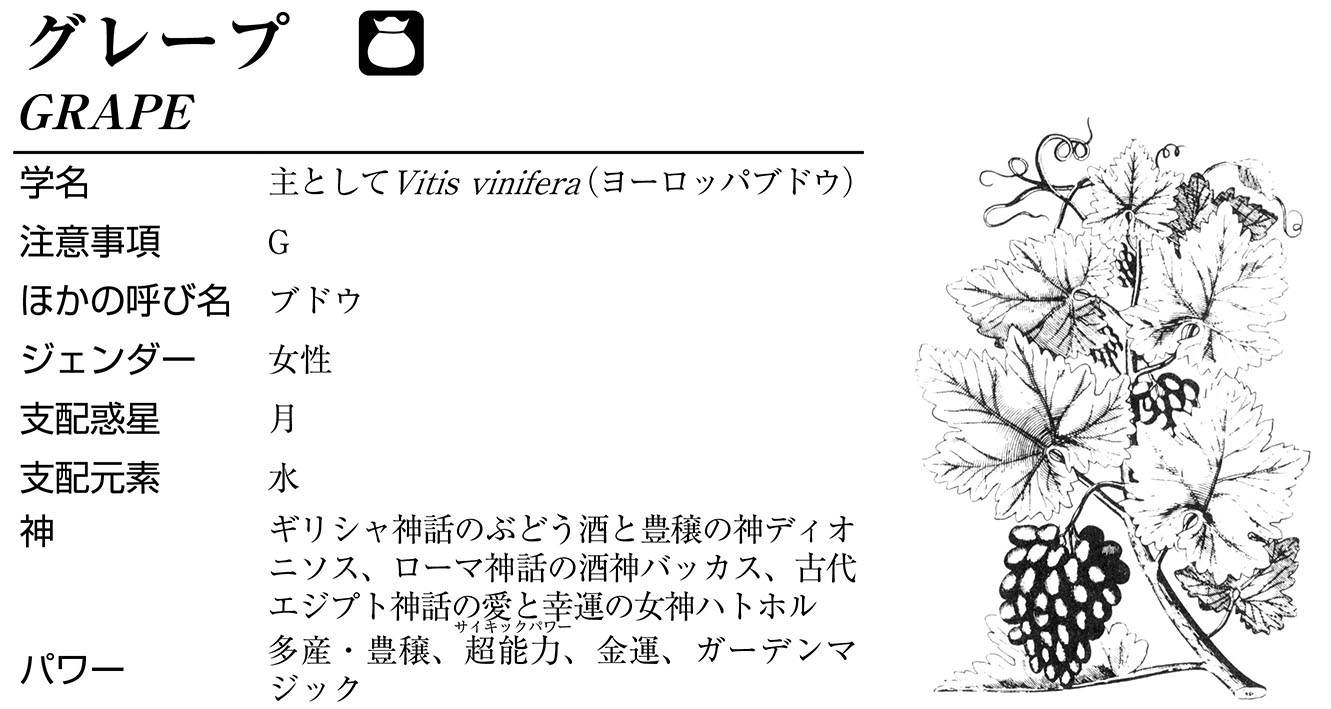 グレープ
GRAPE
学名 主としてVitis vinifera(ヨーロッパブドウ)
注意事項 G
ほかの呼び名 ブドウ
ジェンダー 女性
支配惑星 月
支配元素 水
神 ギリシャ神話のぶどう酒と豊穣の神ディオ
ニソス、ローマ神話の酒神バッカス、古代
エジプト神話の愛と幸運の女神ハトホル
サイキックパワー
パワー 多産・豊穣、超能力、金運、ガーデンマ
ジック